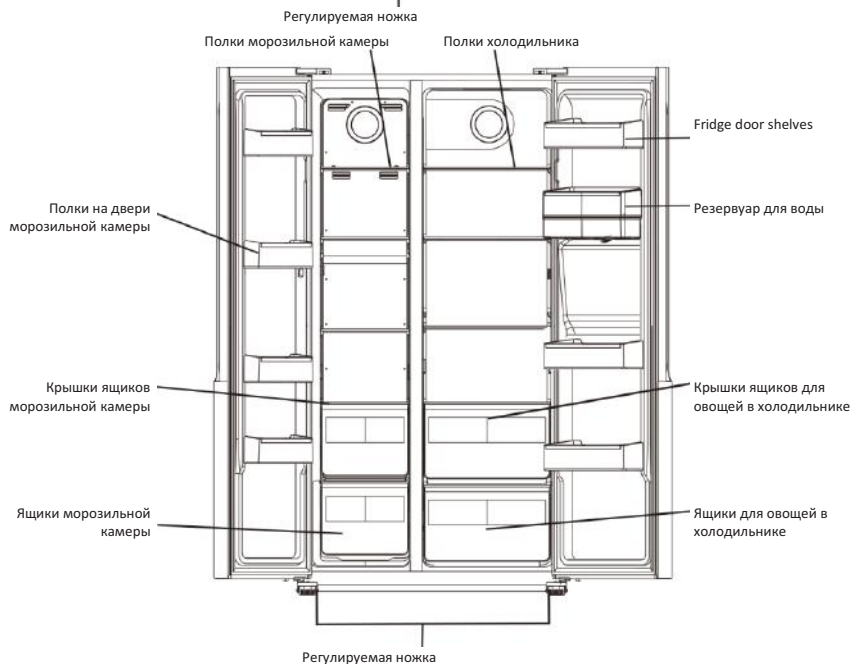 Регулируемая ножка
Полки морозильной камеры
Полки холодильника
Fridge door shelves
Полки на двери
морозильной камеры
Резервуар для воды
Крышки ящиков
морозильной камеры
Крышки ящиков для
овощей в холодильнике
Ящики морозильной
камеры
Ящики для овощей в
холодильнике
Регулируемая ножка